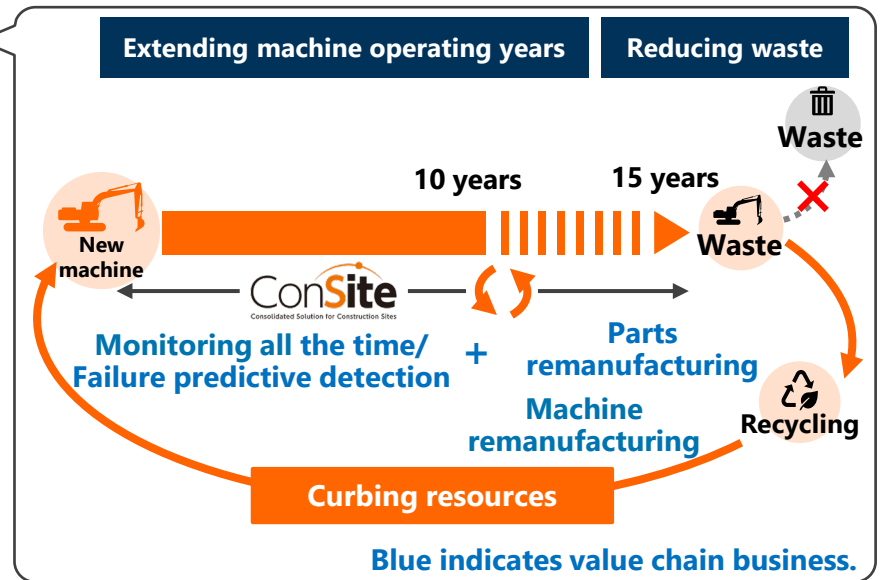 Extending machine operating years
Reducing waste
Waste
10 years
15 years
New
machine
Waste
ConSite
Consolidated Solution for Construction Sites
Monitoring all the time/
Failure predictive detection
+
Parts
remanufacturing
Machine
remanufacturing
Recycling
Curbing resources
Blue indicates value chain business.